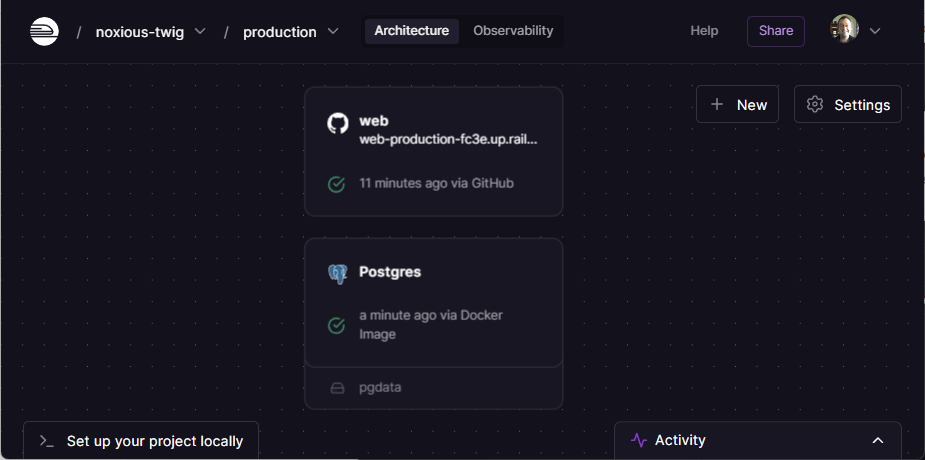 / noxious-twig / production Architecture Observability Help Share
+ New Settings
web
web-production-fc3e.up.rail...
11 minutes ago via GitHub
Postgres
a minute ago via Docker
Image
pgdata
>_ Set up your project locally
Activity